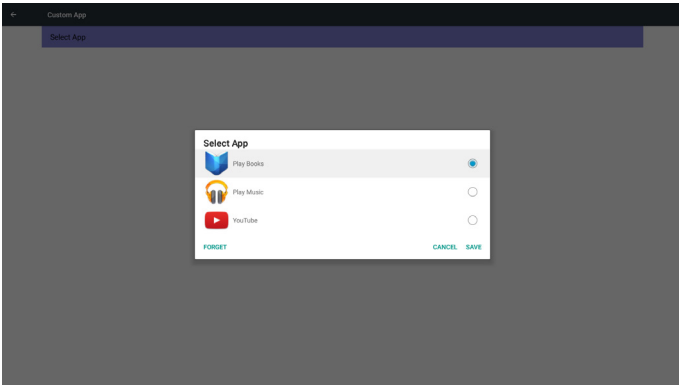 Custom App
Select App
Select App
Play Books
Play Music
YouTube
FORGET CANCEL SAVE